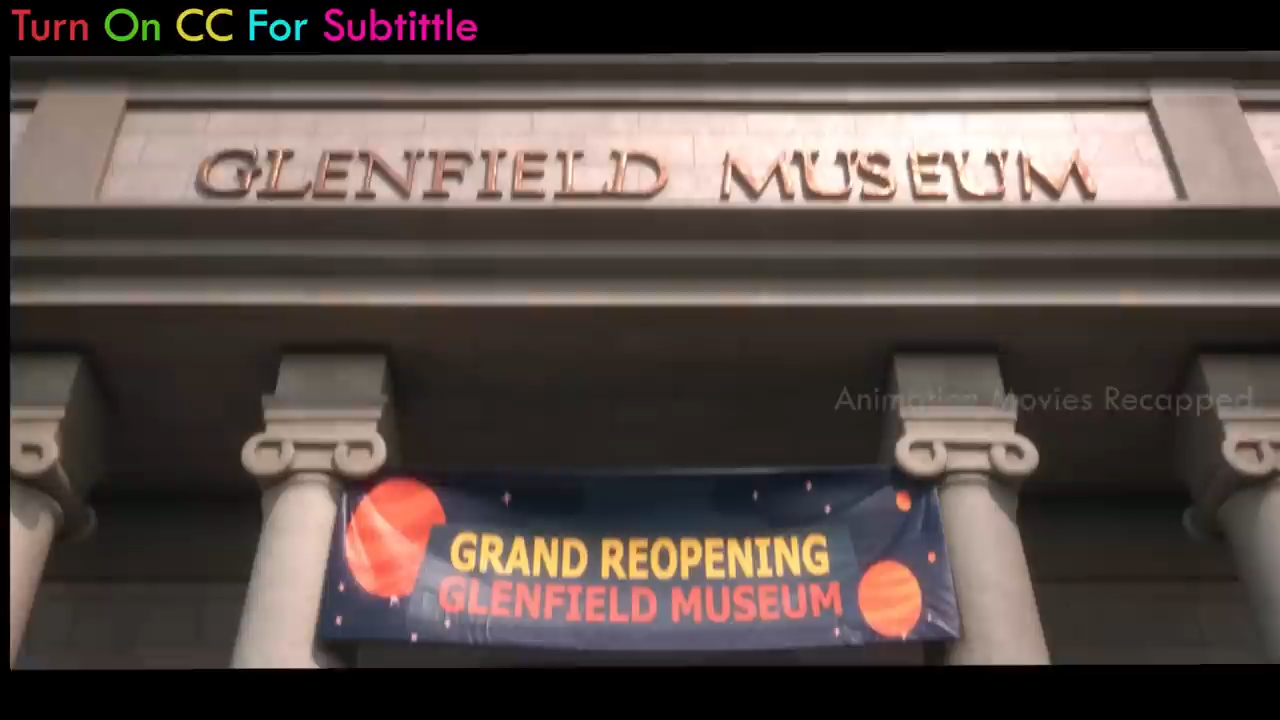 Turn On CC For Subtittle
GLENFIELD MUSEUM
Animation Movies Recapped
GRAND REOPENING
GLENFIELD MUSEUM